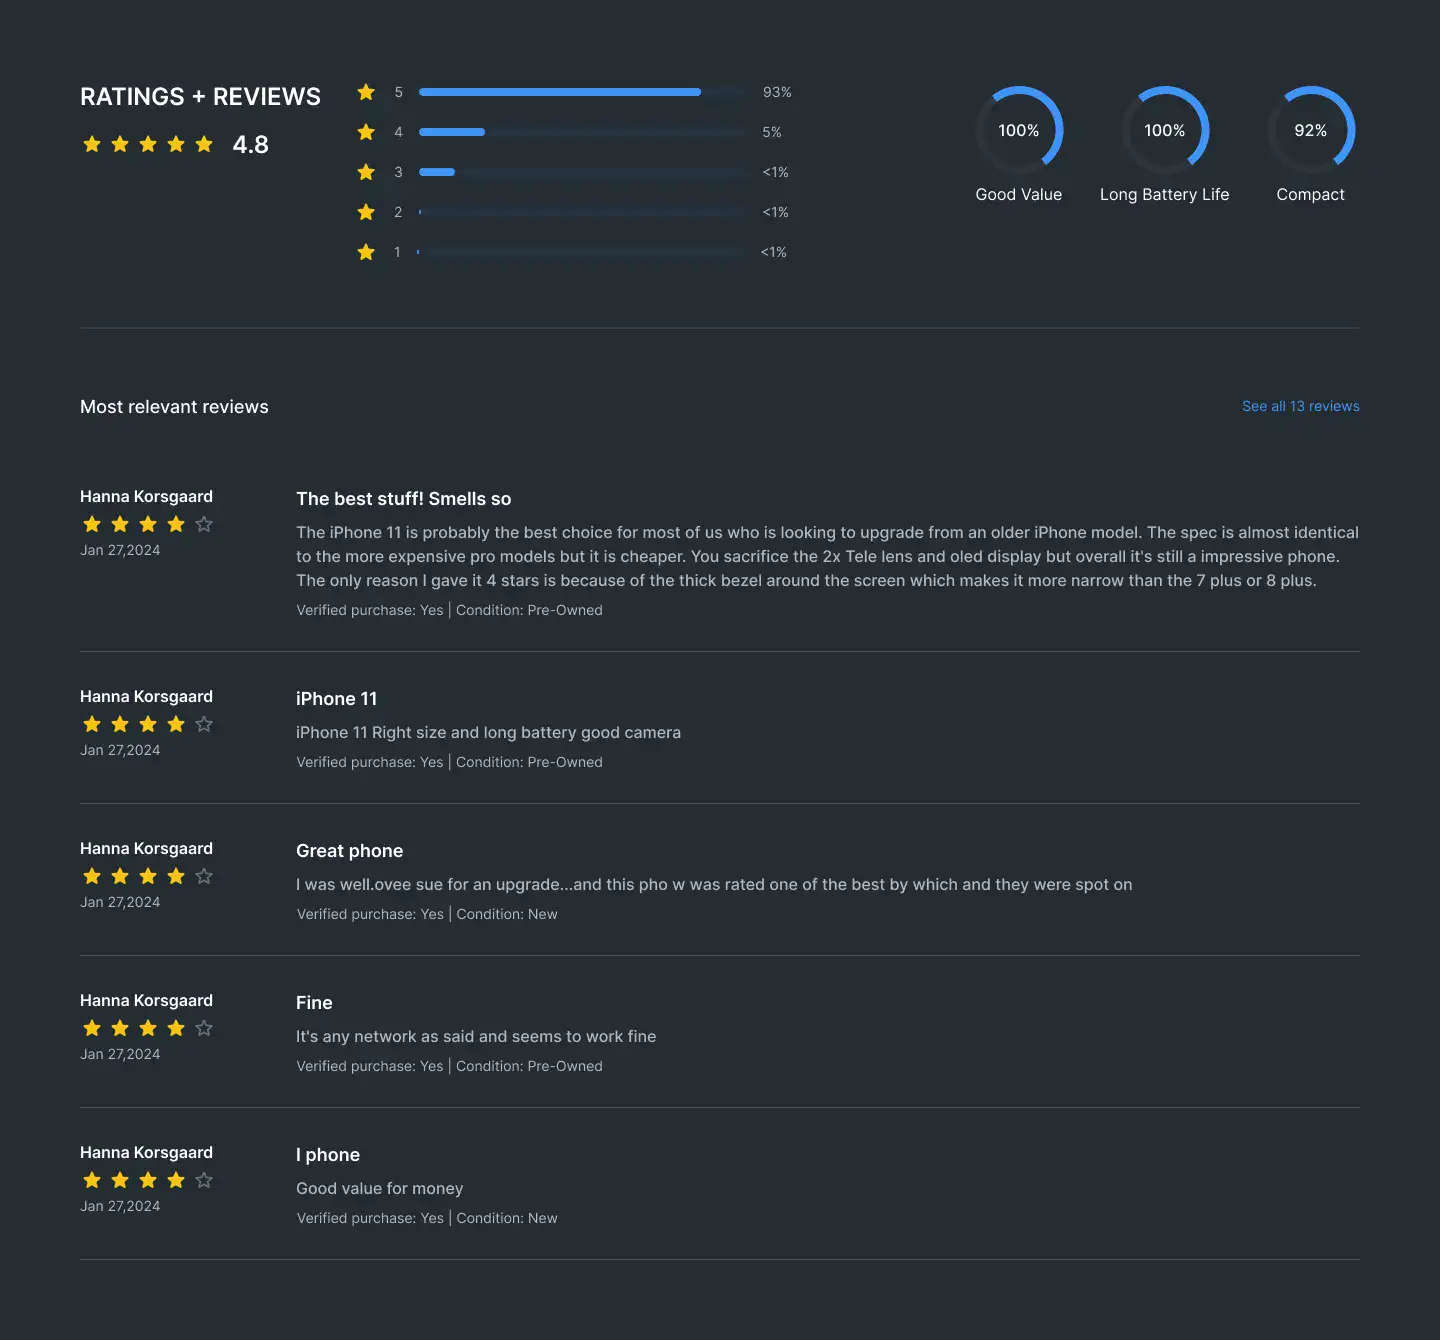 RATINGS + REVIEWS
4.8
5 93%
4 5%
3 <1%
2 <1%
1 <1%
100% 100% 92%
Good Value Long Battery Life Compact
Most relevant reviews See all 13 reviews
Hanna Korsgaard
Jan 27,2024
The best stuff! Smells so
The iPhone 11 is probably the best choice for most of us who is looking to upgrade from an older iPhone model. The spec is almost identical
to the more expensive pro models but it is cheaper. You sacrifice the 2x Tele lens and oled display but overall it's still a impressive phone.
The only reason I gave it 4 stars is because of the thick bezel around the screen which makes it more narrow than the 7 plus or 8 plus.
Verified purchase: Yes | Condition: Pre-Owned
Hanna Korsgaard
Jan 27,2024
iPhone 11
iPhone 11 Right size and long battery good camera
Verified purchase: Yes | Condition: Pre-Owned
Hanna Korsgaard
Jan 27,2024
Great phone
I was well.ovee sue for an upgrade...and this pho w was rated one of the best by which and they were spot on
Verified purchase: Yes | Condition: New
Hanna Korsgaard
Jan 27,2024
Fine
It's any network as said and seems to work fine
Verified purchase: Yes | Condition: Pre-Owned
Hanna Korsgaard
Jan 27,2024
I phone
Good value for money
Verified purchase: Yes | Condition: New